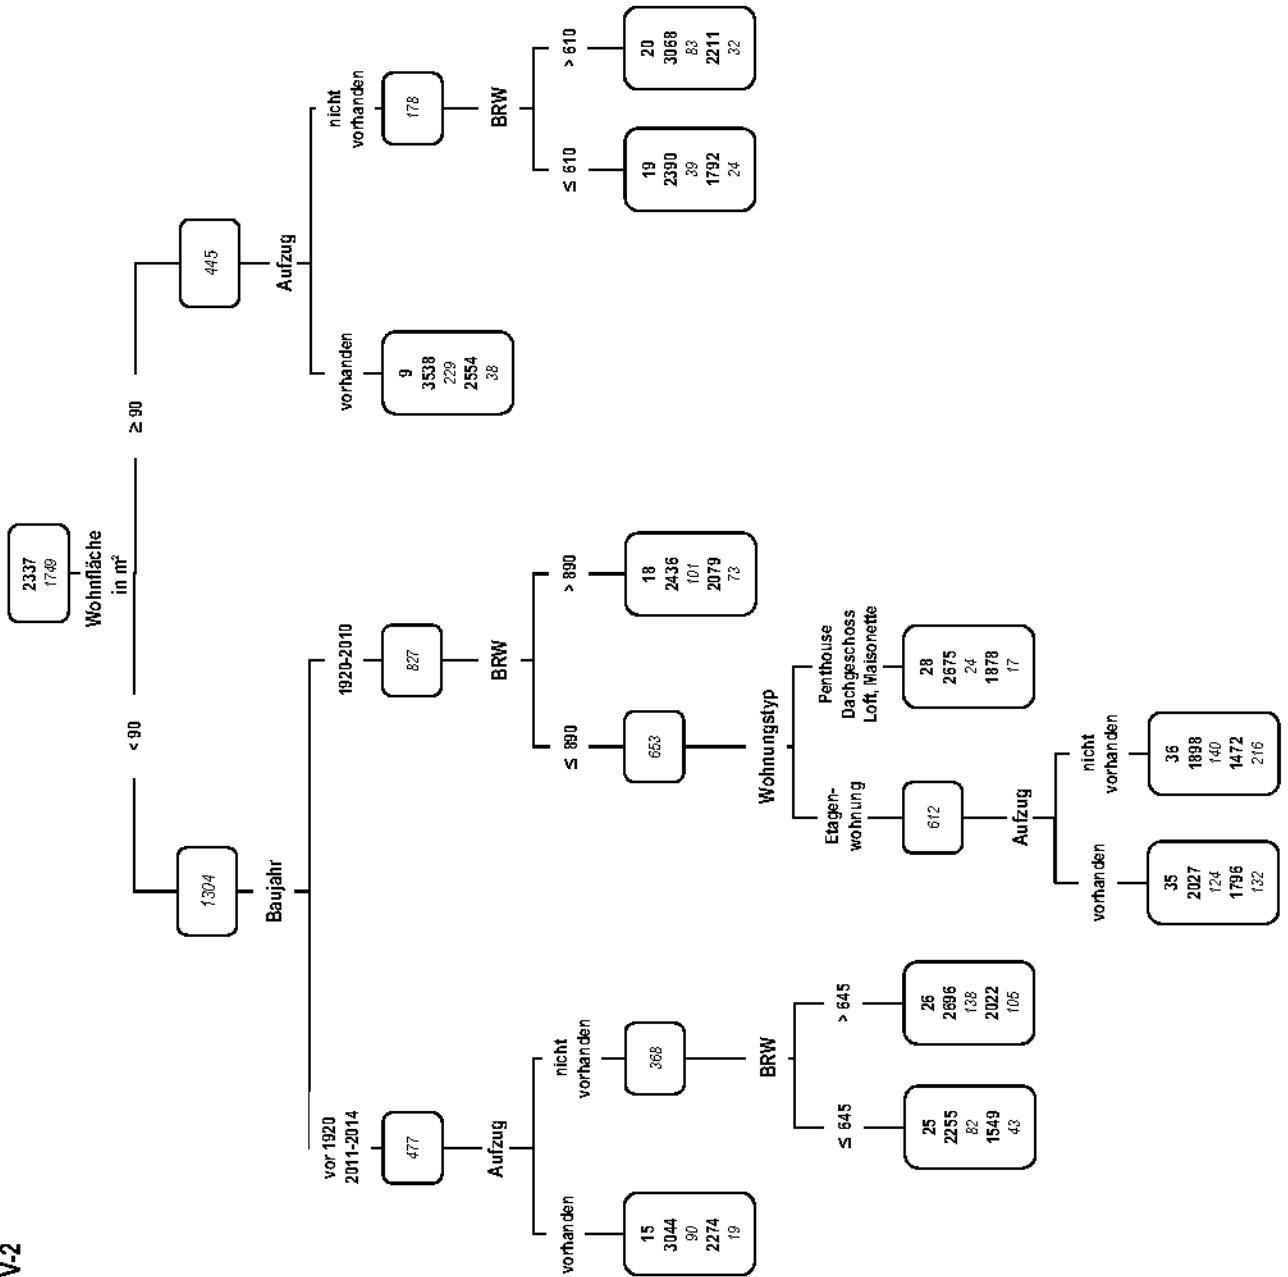 V-2
2337
1749
Wohnfläche
in m²
< 90
≥ 90
1304
445
Baujahr
Aufzug
vor 1920
2011-2014
1920-2010
vorhanden
nicht
vorhanden
477
827
9
3538
229
2554
38
178
Aufzug
BRW
BRW
vorhanden
nicht
vorhanden
≤ 890
> 890
≤ 610
> 610
15
3044
90
2274
19
368
653
18
2436
101
2079
73
19
2390
39
1792
24
20
3068
83
2211
32
BRW
Wohnungstyp
≤ 645
> 645
Etagen-
wohnung
Penthouse
Dachgeschoss
Loft, Maisonette
25
2255
82
1549
43
26
2696
138
2022
105
612
28
2675
24
1878
17
Aufzug
vorhanden
nicht
vorhanden
35
2027
124
1796
132
36
1898
140
1472
216